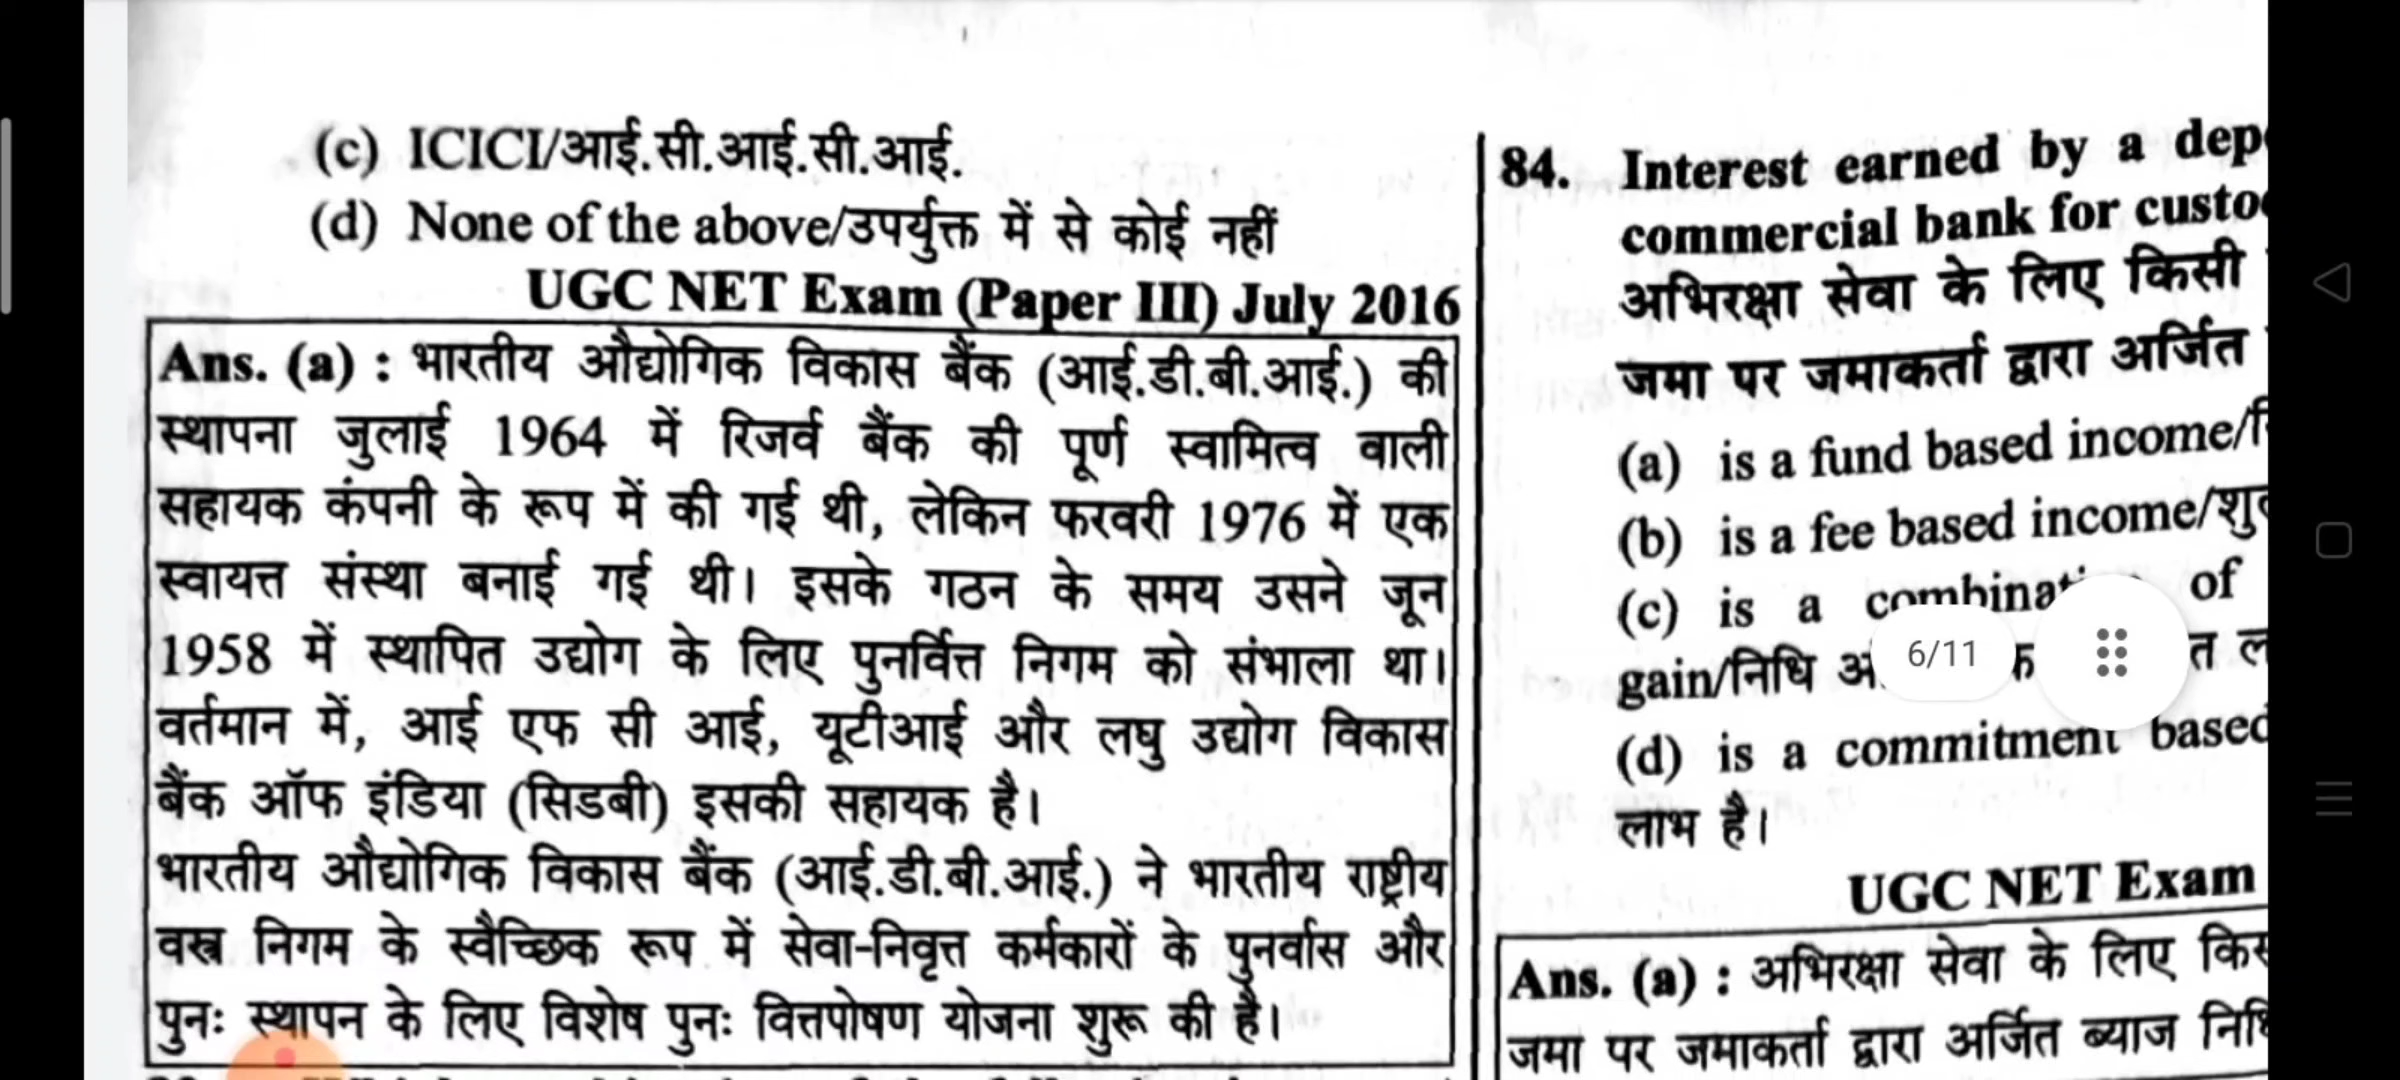 (c) ICICI/आई.सी.आई.सी.आई.
(d) None of the above/उपर्युक्त में से कोई नहीं
UGC NET Exam (Paper III) July 2016
Ans. (a) : भारतीय औद्योगिक विकास बैंक (आई.डी.बी.आई.) की
स्थापना जुलाई 1964 में रिजर्व बैंक की पूर्ण स्वामित्व वाली
सहायक कंपनी के रूप में की गई थी, लेकिन फरवरी 1976 में एक
स्वायत्त संस्था बनाई गई थी। इसके गठन के समय उसने जून
1958 में स्थापित उद्योग के लिए पुनर्वित्त निगम को संभाला था।
वर्तमान में, आई एफ सी आई, यूटीआई और लघु उद्योग विकास
बैंक ऑफ इंडिया (सिडबी) इसकी सहायक है।
भारतीय औद्योगिक विकास बैंक (आई.डी.बी.आई.) ने भारतीय राष्ट्रीय
वस्त्र निगम के स्वैच्छिक रूप में सेवा-निवृत्त कर्मकारों के पुनर्वास और
पुनः स्थापन के लिए विशेष पुनः वित्तपोषण योजना शुरू की है।
84. Interest earned by a dep
commercial bank for custo
अभिरक्षा सेवा के लिए किसी
जमा पर जमाकर्ता द्वारा अर्जित
(a) is a fund based income/
(b) is a fee based income/
(c) is a of
gain/निधि
6/11
(d) is a commitment based
लाभ है।
UGC NET Exam
Ans. (a) : अभिरक्षा सेवा के लिए
जमा पर जमाकर्ता द्वारा अर्जित ब्याज